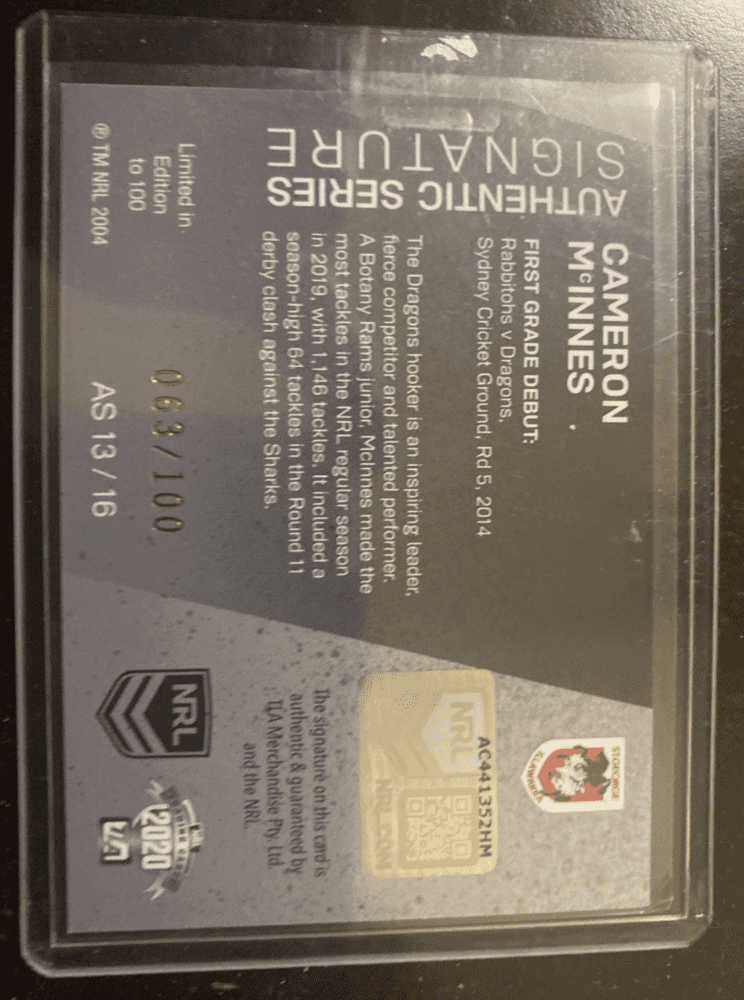 AUTHENTIC SERIES
SIGNATURE
CAMERON
McINNES
FIRST GRADE DEBUT:
Rabbitohs v Dragons,
Sydney Cricket Ground, Rd 5, 2014
The Dragons hooker is an inspiring leader,
fierce competitor and talented performer.
A Botany Rams junior, McInnes made the
most tackles in the NRL regular season
in 2019, with 1,146 tackles. It included a
season-high 64 tackles in the Round 11
derby clash against the Sharks.
Limited in
Edition
to 100
® TM NRL 2004
063/100
AS 13 / 16
ST GEORGE
ILLAWARRA
AC441352HM
NRL
NRL.COM
The signature on this card is
authentic & guaranteed by
TLA Merchandise Pty. Ltd.
and the NRL.
NRL
2020
TLA